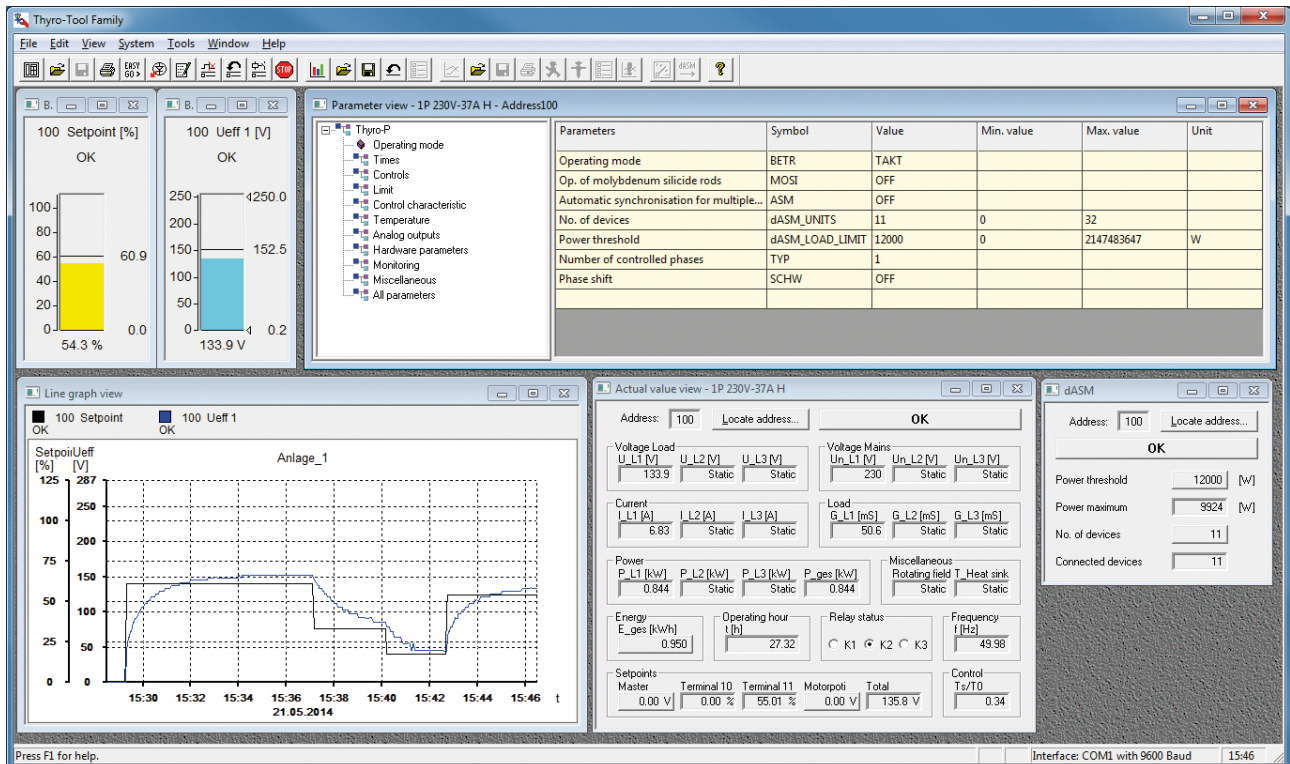 Thyro-Tool Family
File Edit View System Tools Window Help
EASY GO> STOP dASM ?
B.
100 Setpoint [%]
OK
100
80
60
40
20
0
60.9
0.0
54.3 %
B.
100 Ueff 1 [V]
OK
250
200
150
100
50
0
250.0
152.5
0.2
133.9 V
Parameter view - 1P 230V-37A H - Address100
Thyro-P
Operating mode
Times
Controls
Limit
Control characteristic
Temperature
Analog outputs
Hardware parameters
Monitoring
Miscellaneous
All parameters
Parameters Symbol Value Min. value Max. value Unit
Operating mode BETR TAKT
Op. of molybdenum silicide rods MOSI OFF
Automatic synchronisation for multiple... ASM OFF
No. of devices dASM_UNITS 11 0 32
Power threshold dASM_LOAD_LIMIT 12000 0 2147483647 W
Number of controlled phases TYP 1
Phase shift SCHW OFF
Line graph view
100 Setpoint 100 Ueff 1
OK OK
Setpoi Ueff
[%] [V]
Anlage_1
125 287
250
100
200
75
150
50
100
25
50
0 0
15:30 15:32 15:34 15:36 15:38 15:40 15:42 15:44 15:46 t
21.05.2014
Actual value view - 1P 230V-37A H
Address: 100 Locate address... OK
Voltage Load
U_L1 [V] U_L2 [V] U_L3 [V]
133.9 Static Static
Voltage Mains
Un_L1 [V] Un_L2 [V] Un_L3 [V]
230 Static Static
Current
I_L1 [A] I_L2 [A] I_L3 [A]
6.83 Static Static
Load
G_L1 [mS] G_L2 [mS] G_L3 [mS]
50.6 Static Static
Power
P_L1 [kW] P_L2 [kW] P_L3 [kW] P_ges [kW]
0.844 Static Static 0.844
Miscellaneous
Rotating field T_Heat sink
Static Static
Energy
E_ges [kWh]
0.950
Operating hour
t [h]
27.32
Relay status
K1 K2 K3
Frequency
f [Hz]
49.98
Setpoints
Master Terminal 10 Terminal 11 Motorpoti Total
0.00 V 0.00 % 55.01 % 0.00 V 135.8 V
Control
Ts/T0
0.34
dASM
Address: 100 Locate address...
OK
Power threshold 12000 [W]
Power maximum 9924 [W]
No. of devices 11
Connected devices 11
Press F1 for help.
Interface: COM1 with 9600 Baud 15:46